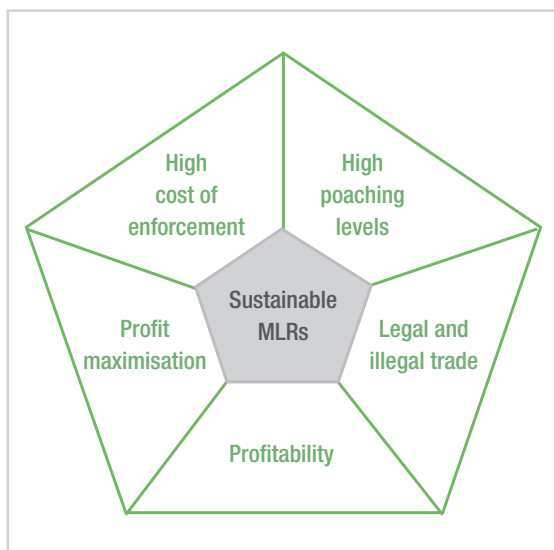 High
cost of
enforcement
High
poaching
levels
Sustainable
MLRs
Profit
maximisation
Legal and
illegal trade
Profitability